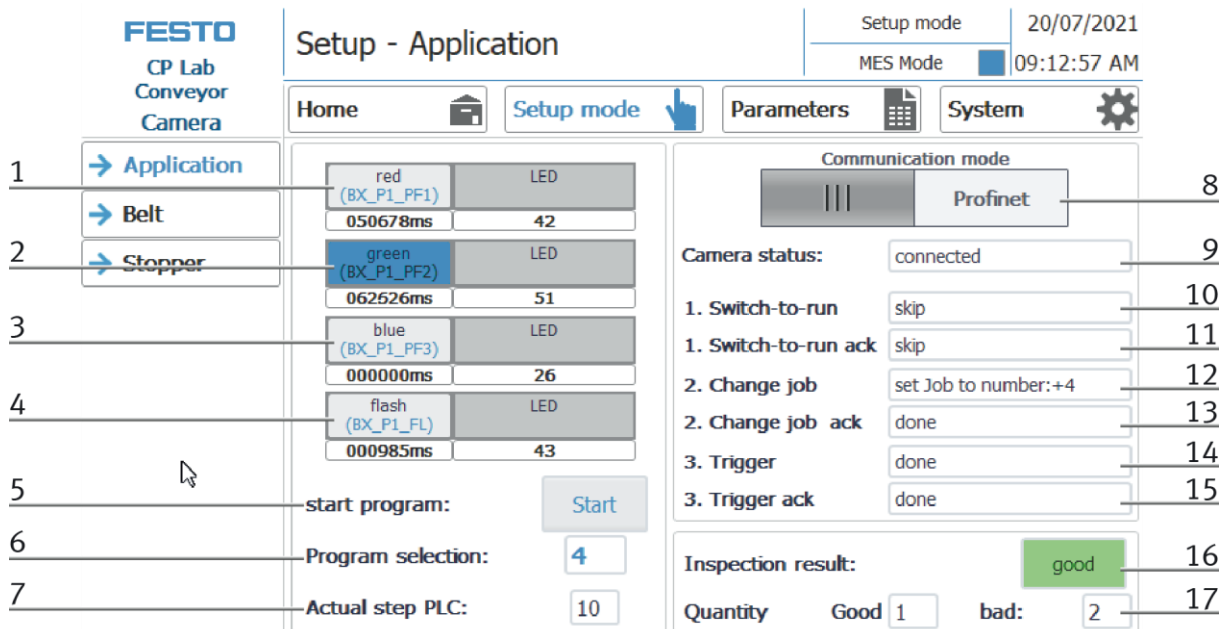 FESTO
CP Lab
Conveyor
Camera
Setup - Application
Setup mode
20/07/2021
MES Mode
09:12:57 AM
Home
Setup mode
Parameters
System
Application
Belt
Stopper
1
2
3
4
5
6
7
red
(BX_P1_PF1)
LED
050678ms
42
green
(BX_P1_PF2)
LED
062626ms
51
blue
(BX_P1_PF3)
LED
000000ms
26
flash
(BX_P1_FL)
LED
000985ms
43
start program:
Start
Program selection:
4
Actual step PLC:
10
Communication mode
Profinet
8
Camera status:
connected
9
1. Switch-to-run
skip
10
1. Switch-to-run ack
skip
11
2. Change job
set Job to number:+4
12
2. Change job ack
done
13
3. Trigger
done
14
3. Trigger ack
done
15
Inspection result:
good
16
Quantity
Good
1
bad:
2
17